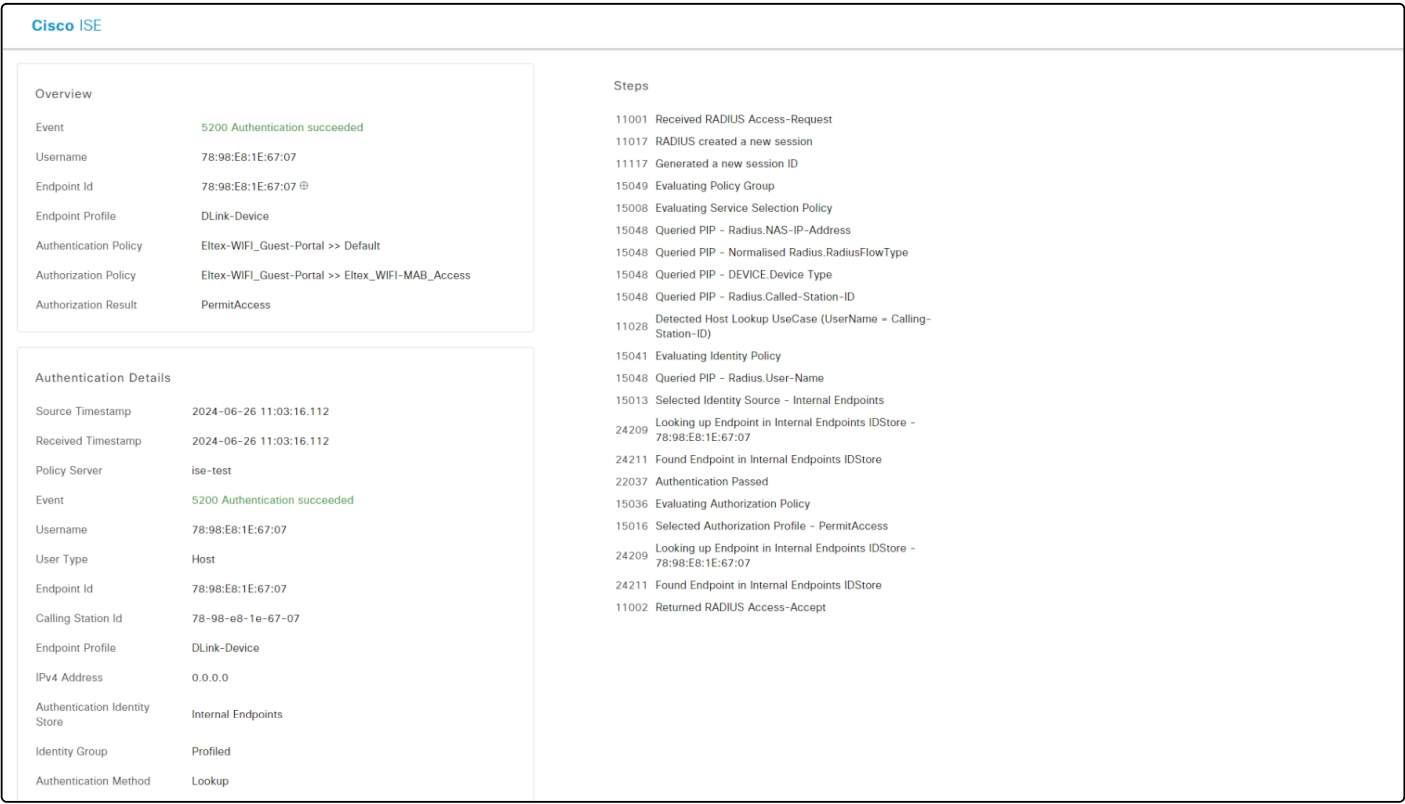 Cisco ISE
Overview
Event 5200 Authentication succeeded
Username 78:98:E8:1E:67:07
Endpoint Id 78:98:E8:1E:67:07
Endpoint Profile DLink-Device
Authentication Policy Eltex-WIFI_Guest-Portal >> Default
Authorization Policy Eltex-WIFI_Guest-Portal >> Eltex_WIFI-MAB_Access
Authorization Result PermitAccess
Authentication Details
Source Timestamp 2024-06-26 11:03:16.112
Received Timestamp 2024-06-26 11:03:16.112
Policy Server ise-test
Event 5200 Authentication succeeded
Username 78:98:E8:1E:67:07
User Type Host
Endpoint Id 78:98:E8:1E:67:07
Calling Station Id 78-98-e8-1e-67-07
Endpoint Profile DLink-Device
IPv4 Address 0.0.0.0
Authentication Identity
Store Internal Endpoints
Identity Group Profiled
Authentication Method Lookup
Steps
11001 Received RADIUS Access-Request
11017 RADIUS created a new session
11117 Generated a new session ID
15049 Evaluating Policy Group
15008 Evaluating Service Selection Policy
15048 Queried PIP - Radius.NAS-IP-Address
15048 Queried PIP - Normalised Radius.RadiusFlowType
15048 Queried PIP - DEVICE.Device Type
15048 Queried PIP - Radius.Called-Station-ID
11028 Detected Host Lookup UseCase (UserName = Calling-
Station-ID)
15041 Evaluating Identity Policy
15048 Queried PIP - Radius.User-Name
15013 Selected Identity Source - Internal Endpoints
24209 Looking up Endpoint in Internal Endpoints IDStore -
78:98:E8:1E:67:07
24211 Found Endpoint in Internal Endpoints IDStore
22037 Authentication Passed
15036 Evaluating Authorization Policy
15016 Selected Authorization Profile - PermitAccess
24209 Looking up Endpoint in Internal Endpoints IDStore -
78:98:E8:1E:67:07
24211 Found Endpoint in Internal Endpoints IDStore
11002 Returned RADIUS Access-Accept